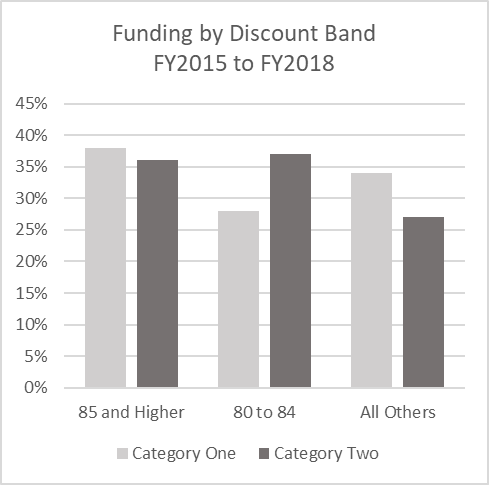 Funding by Discount Band
FY2015 to FY2018
45%
40%
35%
30%
25%
20%
15%
10%
5%
0%
85 and Higher 80 to 84 All Others
Category One Category Two